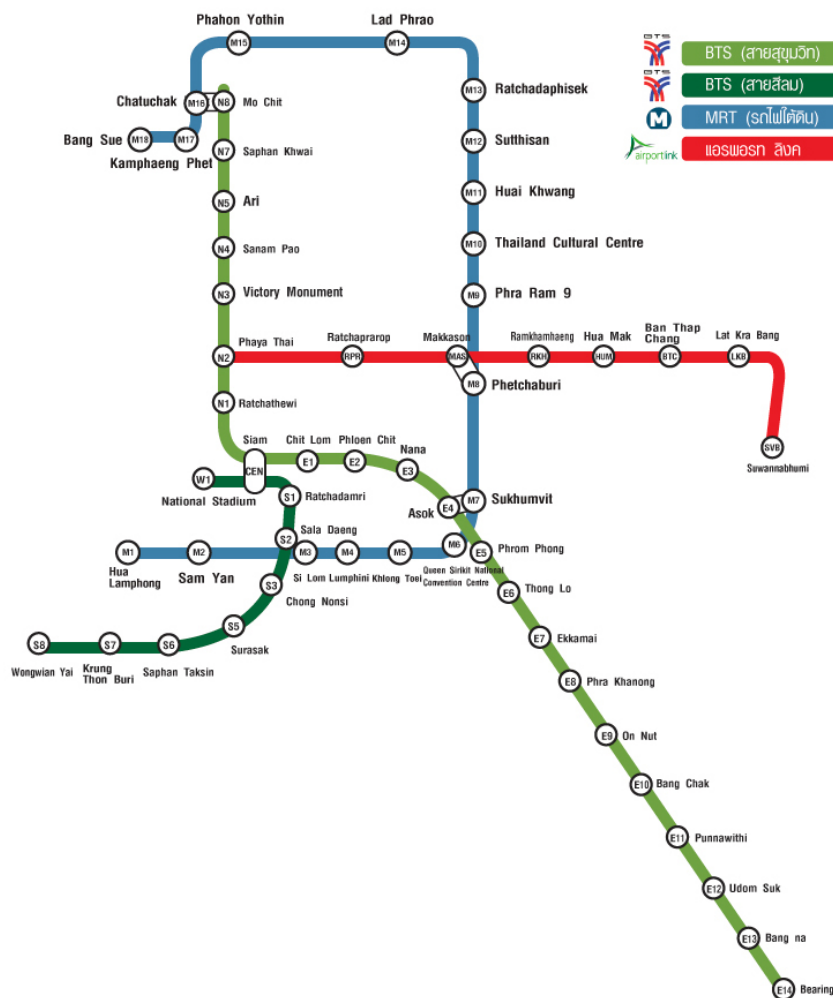 Phahon Yothin
Lad Phrao
M15
M14
BTS
BTS (สายสุขุมวิท)
BTS
BTS (สายสีลม)
M
MRT (รถไฟใต้ดิน)
airportlink
แอรพอรท ลิงค
Chatuchak
M16
N8
Mo Chit
M13
Ratchadaphisek
Bang Sue
M18
M17
Kamphaeng Phet
N7
Saphan Khwai
M12
Sutthisan
N5
Ari
M11
Huai Khwang
N4
Sanam Pao
M10
Thailand Cultural Centre
N3
Victory Monument
M9
Phra Ram 9
N2
Phaya Thai
Ratchaprarop
RPR
Makkason
MAS
Ramkhamhaeng
RKH
Hua Mak
HUM
Ban Thap
Chang
BTC
Lat Kra Bang
LKB
M8
Phetchaburi
N1
Ratchathewi
SVB
Suwannabhumi
Siam
CEN
Chit Lom
E1
Phloen Chit
E2
Nana
E3
W1
National Stadium
S1
Ratchadamri
Asok
E4
M7
Sukhumvit
S2
Sala Daeng
M1
Hua
Lamphong
M2
Sam Yan
M3
Si Lom
M4
Lumphini
M5
Khlong Toei
M6
Queen Sirikit National
Convention Centre
E5
Phrom Phong
S3
Chong Nonsi
E6
Thong Lo
S5
Surasak
S8
Wongwian Yai
S7
Krung
Thon Buri
S6
Saphan Taksin
E7
Ekkamai
E8
Phra Khanong
E9
On Nut
E10
Bang Chak
E11
Punnawithi
E12
Udom Suk
E13
Bang na
E14
Bearing